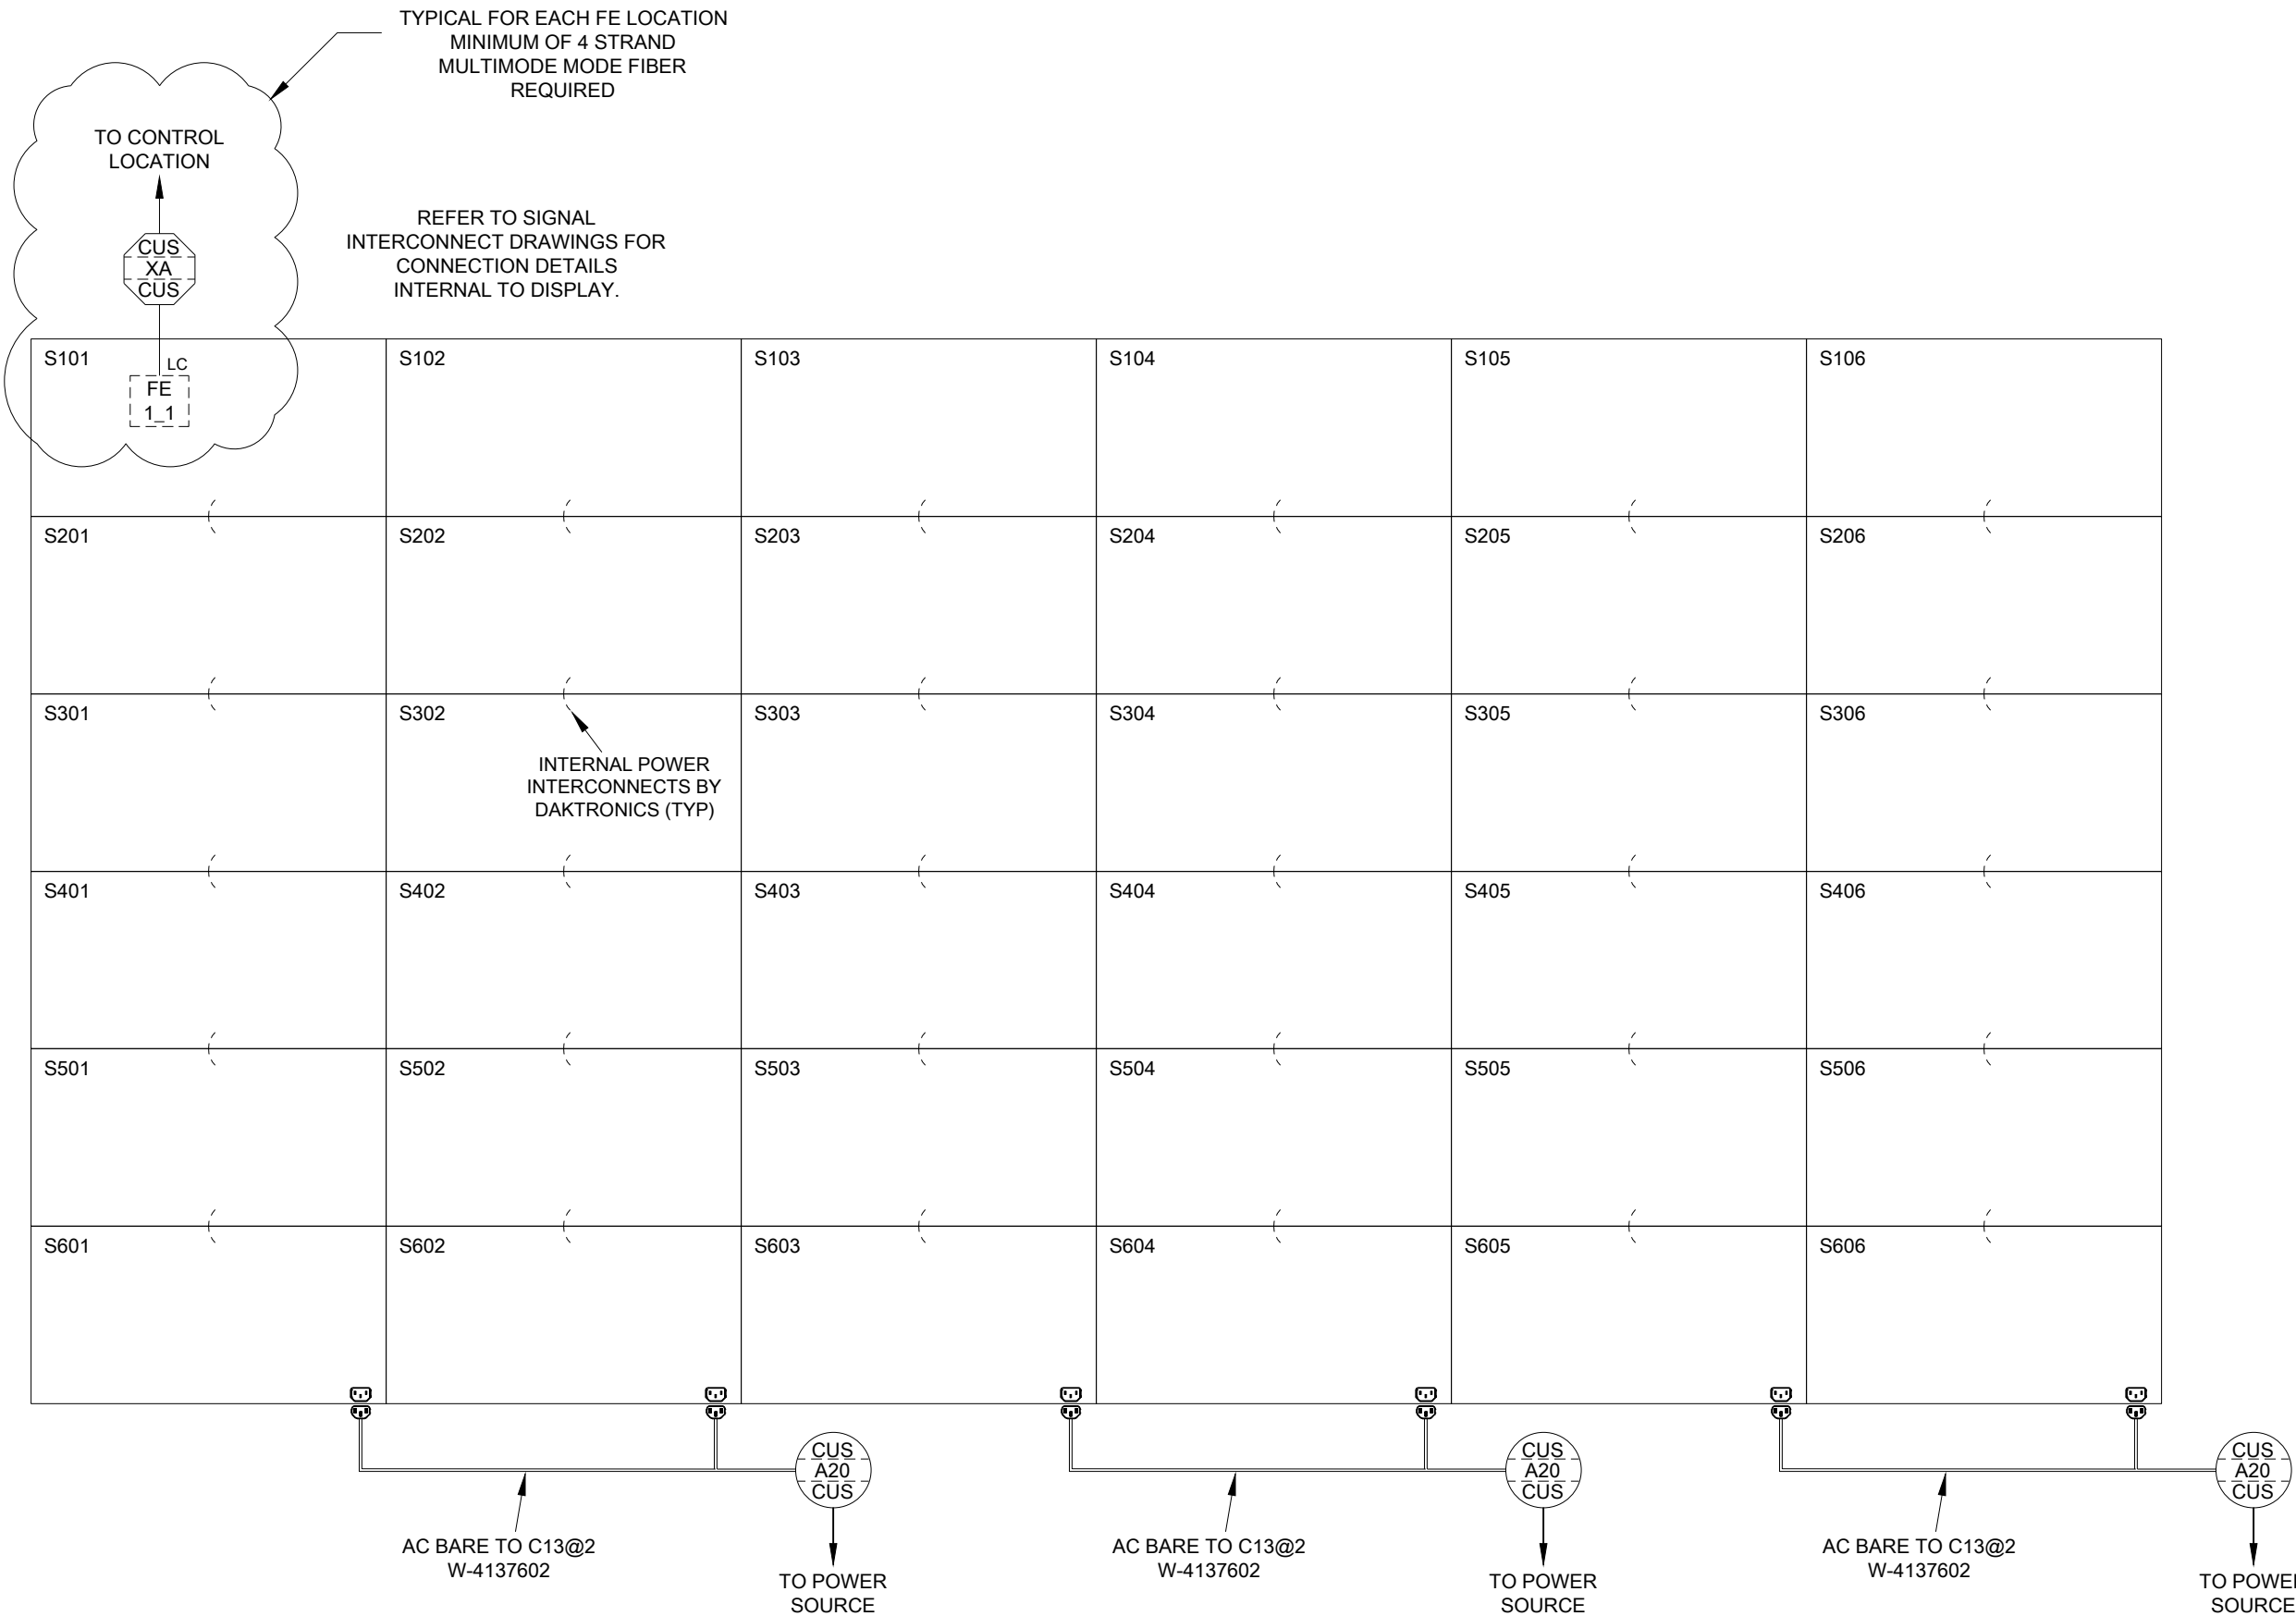 TYPICAL FOR EACH FE LOCATION
MINIMUM OF 4 STRAND
MULTIMODE MODE FIBER
REQUIRED
TO CONTROL
LOCATION
CUS
XA
CUS
REFER TO SIGNAL
INTERCONNECT DRAWINGS FOR
CONNECTION DETAILS
INTERNAL TO DISPLAY.
S101
LC
FE
1_1
S102
S103
S104
S105
S106
S201
S202
S203
S204
S205
S206
S301
S302
S303
S304
S305
S306
INTERNAL POWER
INTERCONNECTS BY
DAKTRONICS (TYP)
S401
S402
S403
S404
S405
S406
S501
S502
S503
S504
S505
S506
S601
S602
S603
S604
S605
S606
CUS
A20
CUS
CUS
A20
CUS
CUS
A20
CUS
AC BARE TO C13@2
W-4137602
TO POWER
SOURCE
AC BARE TO C13@2
W-4137602
TO POWER
SOURCE
AC BARE TO C13@2
W-4137602
TO POWER
SOURCE